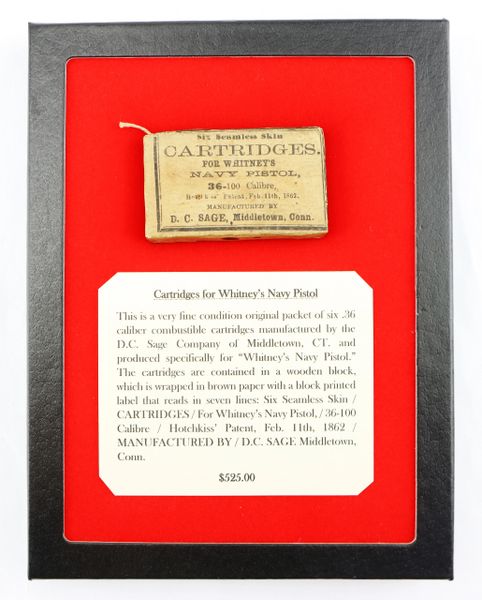 Six Seamless Skin
CARTRIDGES.
FOR WHITNEY'S
NAVY PISTOL,
36-100 Calibre,
Patent, Feb. 11th, 1862.
MANUFACTURED BY
D. C. SAGE, Middletown, Conn.
Cartridges for Whitney's Navy Pistol
This is a very fine condition original packet of six .36
caliber combustible cartridges manufactured by the
D.C. Sage Company of Middletown, CT. and
produced specifically for “Whitney's Navy Pistol.”
The cartridges are contained in a wooden block,
which is wrapped in brown paper with a block printed
label that reads in seven lines: Six Seamless Skin /
CARTRIDGES / For Whitney's Navy Pistol, / 36-100
Calibre / Hotchkiss' Patent, Feb. 11th, 1862 /
MANUFACTURED BY / D.C. SAGE Middletown,
Conn.
$525.00